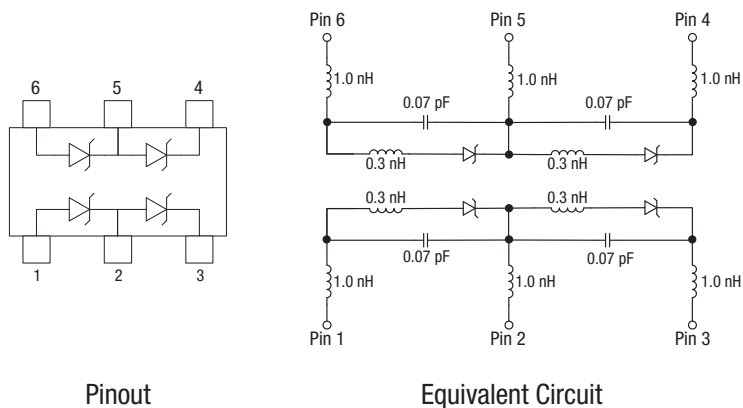 Pin 6 Pin 5 Pin 4
6 5 4
1.0 nH 1.0 nH 1.0 nH
0.07 pF 0.07 pF
0.3 nH 0.3 nH
0.3 nH 0.3 nH
0.07 pF 0.07 pF
1 2 3
1.0 nH 1.0 nH 1.0 nH
Pin 1 Pin 2 Pin 3
Pinout Equivalent Circuit